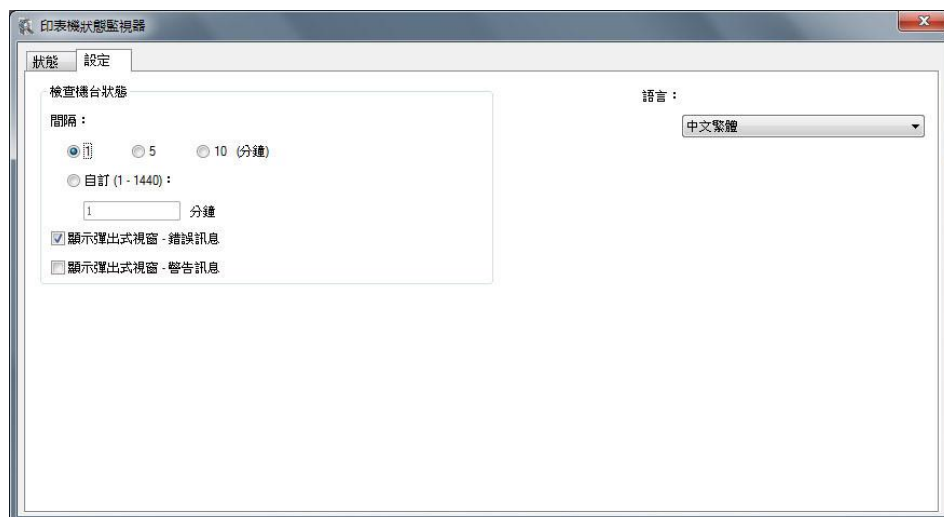 印表機狀態監視器
狀態 設定
檢查機台狀態
間隔：
1 5 10 (分鐘)
自訂 (1 - 1440)：
1 分鐘
顯示彈出式視窗 - 錯誤訊息
顯示彈出式視窗 - 警告訊息
語言：
中文繁體